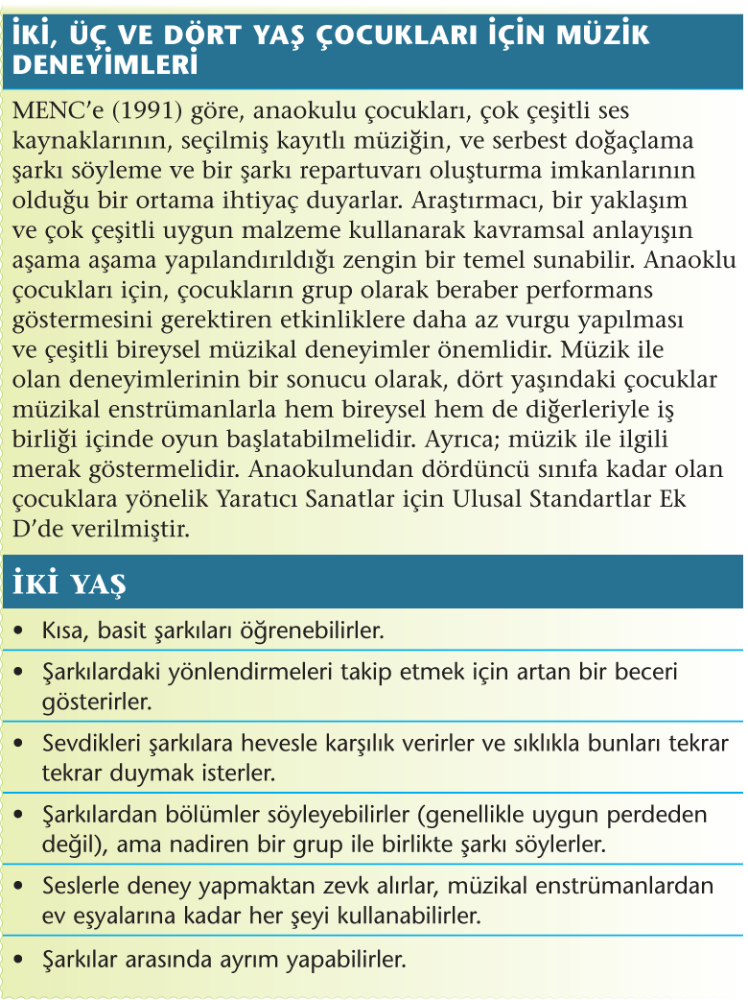 İKİ, ÜÇ VE DÖRT YAŞ ÇOCUKLARI İÇİN MÜZİK
DENEYİMLERİ
MENC’e (1991) göre, anaokulu çocukları, çok çeşitli ses
kaynaklarının, seçilmiş kayıtlı müziğin, ve serbest doğaçlama
şarkı söyleme ve bir şarkı repartuvarı oluşturma imkanlarının
olduğu bir ortama ihtiyaç duyarlar. Araştırmacı, bir yaklaşım
ve çok çeşitli uygun malzeme kullanarak kavramsal anlayışın
aşama aşama yapılandırıldığı zengin bir temel sunabilir. Anaoklu
çocukları için, çocukların grup olarak beraber performans
göstermesini gerektiren etkinliklere daha az vurgu yapılması
ve çeşitli bireysel müzikal deneyimler önemlidir. Müzik ile
olan deneyimlerinin bir sonucu olarak, dört yaşındaki çocuklar
müzikal enstrümanlarla hem bireysel hem de diğerleriyle iş
birliği içinde oyun başlatabilmelidir. Ayrıca; müzik ile ilgili
merak göstermelidir. Anaokulundan dördüncü sınıfa kadar olan
çocuklara yönelik Yaratıcı Sanatlar için Ulusal Standartlar Ek
D’de verilmiştir.
İKİ YAŞ
• Kısa, basit şarkıları öğrenebilirler.
• Şarkılardaki yönlendirmeleri takip etmek için artan bir beceri
gösterirler.
• Sevdikleri şarkılara hevesle karşılık verirler ve sıklıkla bunları tekrar
tekrar duymak isterler.
• Şarkılardan bölümler söyleyebilirler (genellikle uygun perdeden
değil), ama nadiren bir grup ile birlikte şarkı söylerler.
• Seslerle deney yapmaktan zevk alırlar, müzikal enstrümanlardan
ev eşyalarına kadar her şeyi kullanabilirler.
• Şarkılar arasında ayrım yapabilirler.